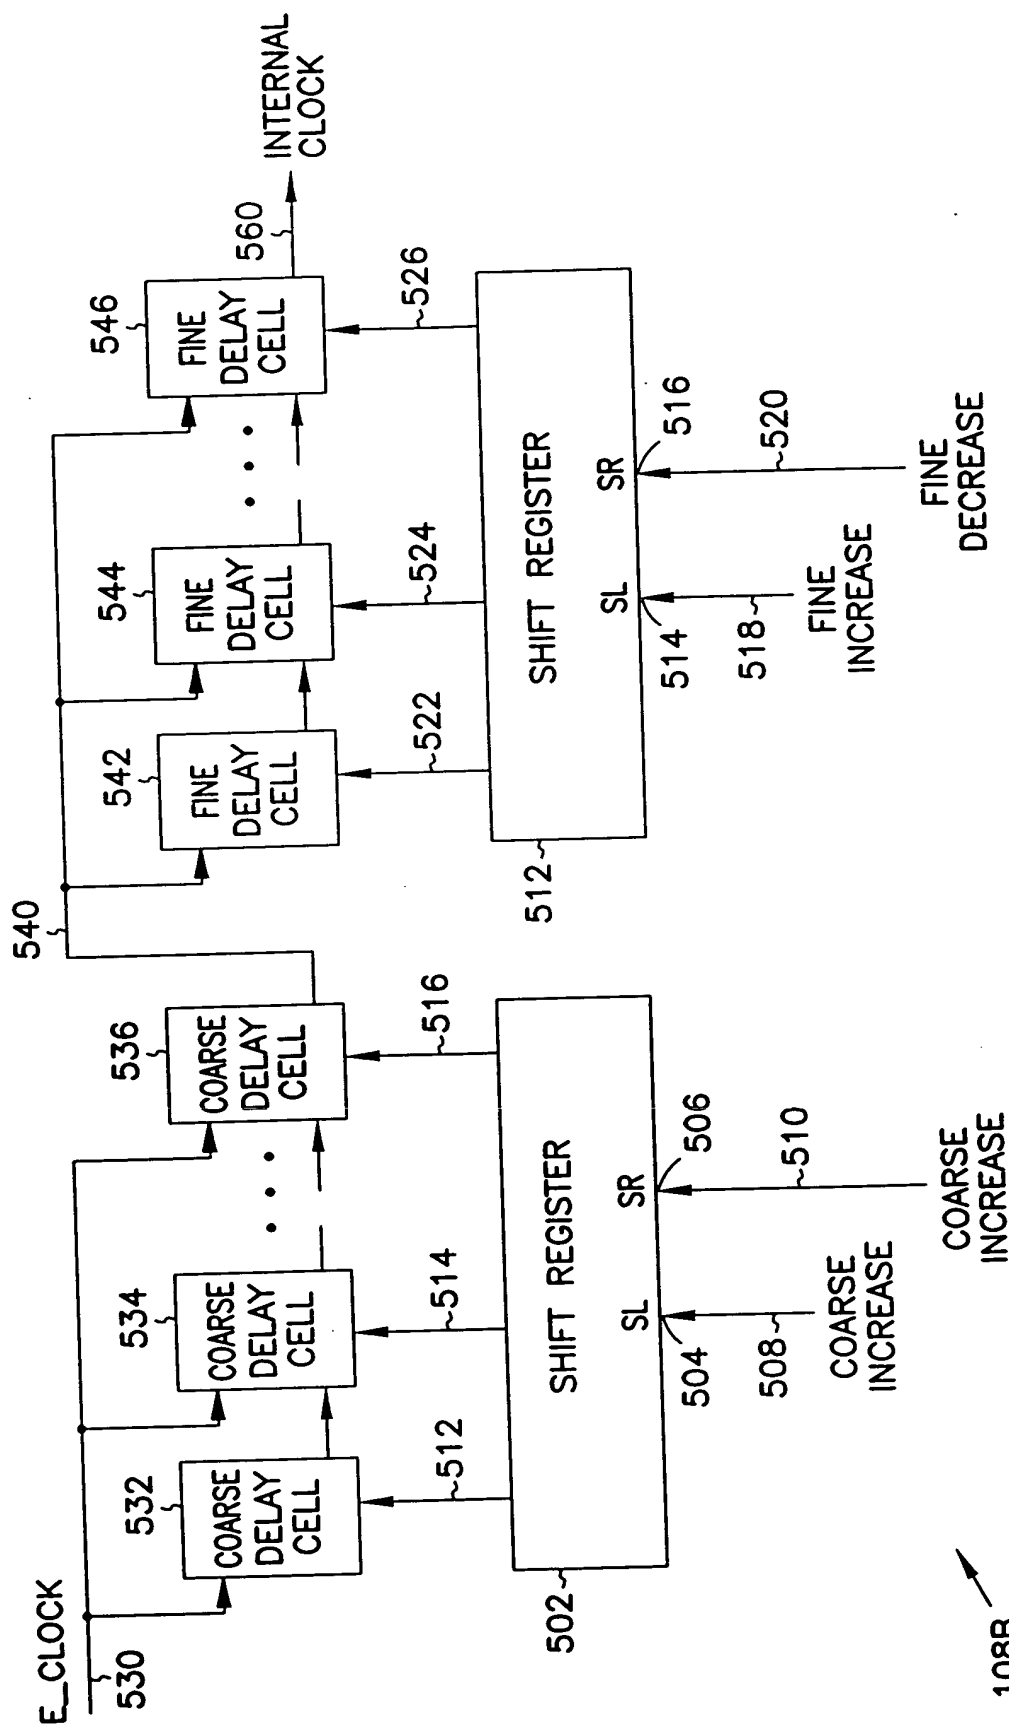 E_CLOCK
530
532
COARSE
DELAY
CELL
534
COARSE
DELAY
CELL
536
COARSE
DELAY
CELL
540
542
FINE
DELAY
CELL
544
FINE
DELAY
CELL
546
FINE
DELAY
CELL
560
INTERNAL
CLOCK
512
514
516
522
524
526
502
SHIFT REGISTER
SL
SR
504
506
508
510
COARSE
INCREASE
COARSE
INCREASE
512
SHIFT REGISTER
SL
SR
514
516
518
520
FINE
INCREASE
FINE
DECREASE
108B